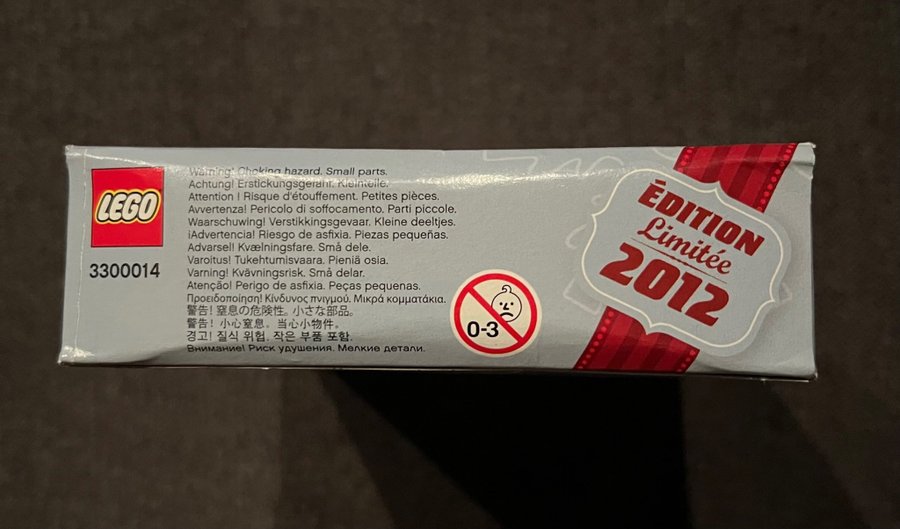 LEGO
3300014
Warning! Choking hazard. Small parts.
Achtung! Erstickungsgefahr. Kleinteile.
Attention ! Risque d'étouffement. Petites pièces.
Avvertenza! Pericolo di soffocamento. Parti piccole.
Waarschuwing! Verstikkingsgevaar. Kleine deeltjes.
¡Advertencia! Riesgo de asfixia. Piezas pequeñas.
Advarsel! Kvælningsfare. Små dele.
Varoitus! Tukehtumisvaara. Pieniä osia.
Varning! Kvävningsrisk. Små delar.
Atenção! Perigo de asfixia. Peças pequenas.
Προειδοποίηση! Κίνδυνος πνιγμού. Μικρά κομματάκια.
警告! 窒息の危険性。小さな部品。
警告! 小心窒息。当心小物件。
경고! 질식 위험. 작은 부품 포함.
Внимание! Риск удушения. Мелкие детали.
0-3
ÉDITION
Limitée
2012